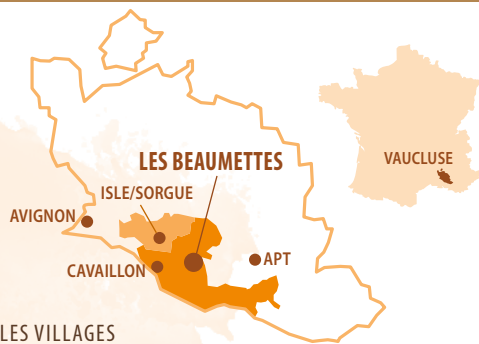 LES BEAUMETTES
VAUCLUSE
ISLE/SORGUE
AVIGNON
APT
CAVAILLON
LES VILLAGES